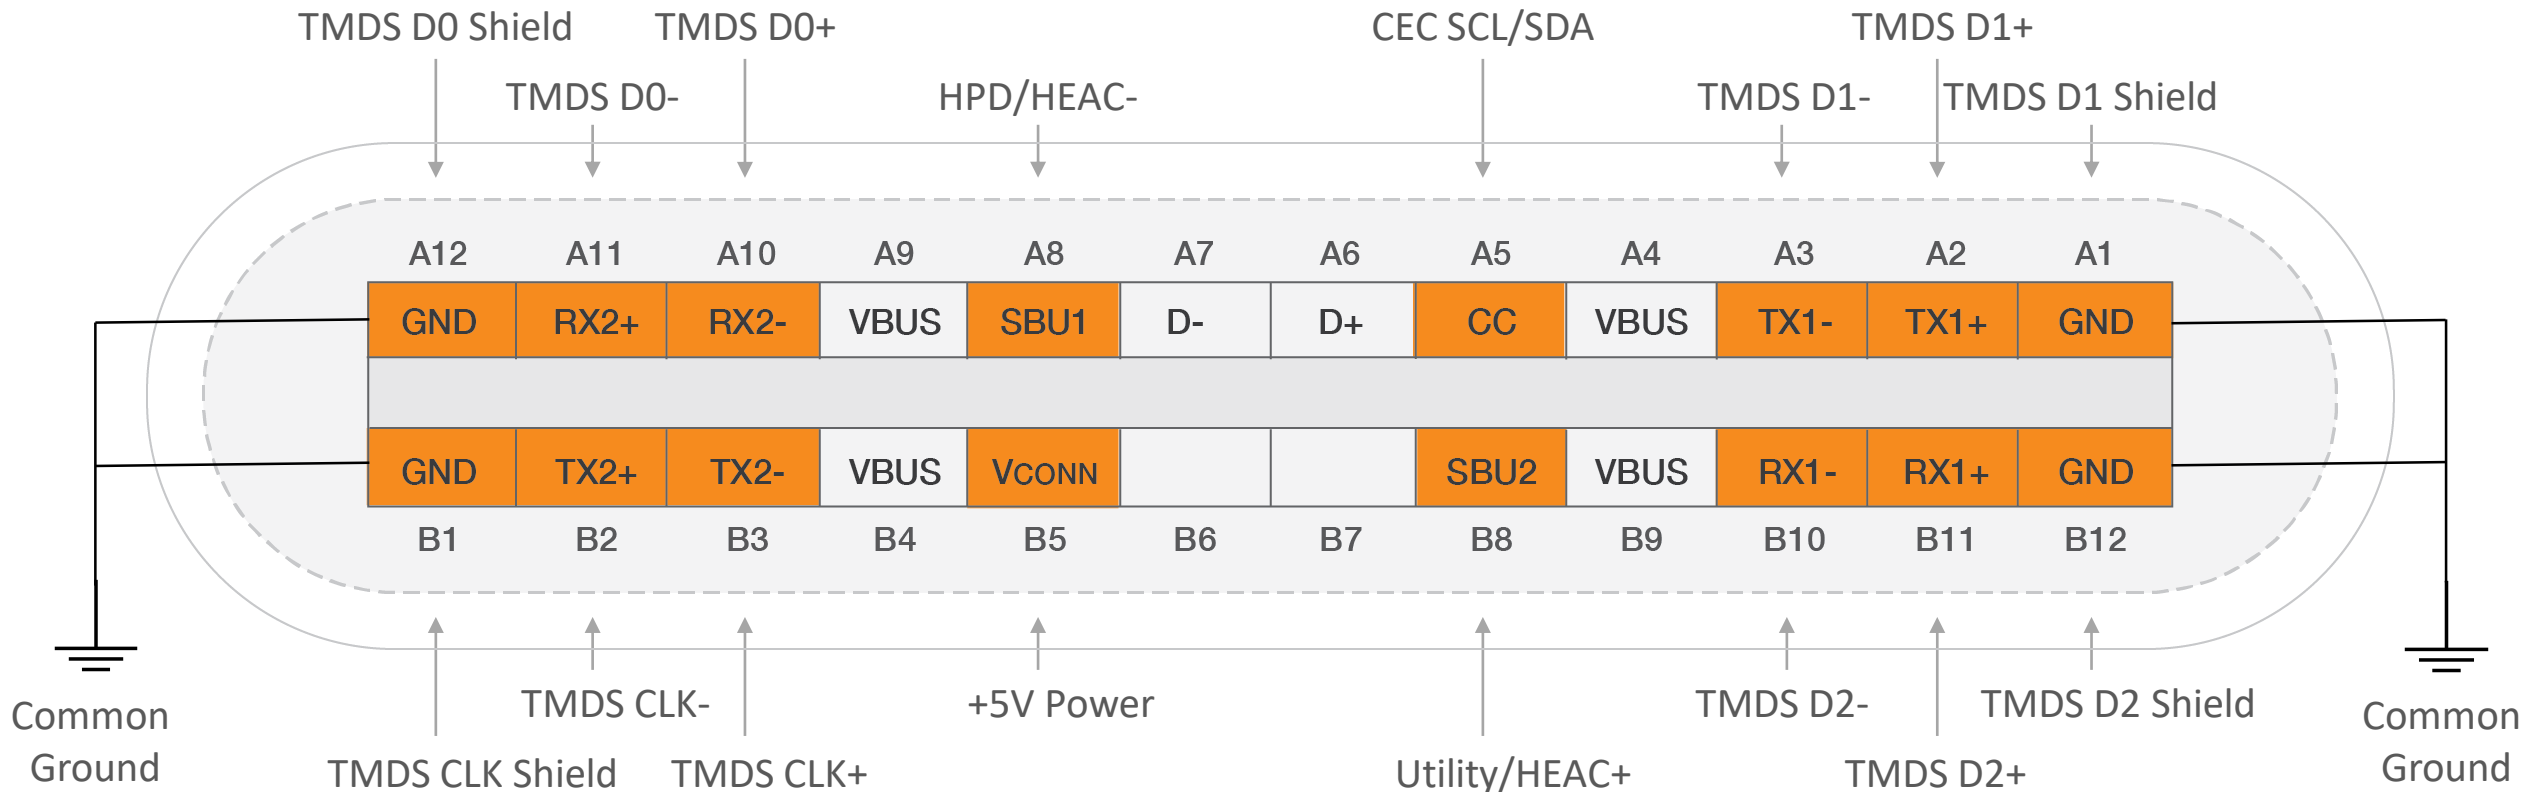 TMDS D0 Shield
TMDS D0+
CEC SCL/SDA
TMDS D1+
TMDS D0-
HPD/HEAC-
TMDS D1-
TMDS D1 Shield
A12 A11 A10 A9 A8 A7 A6 A5 A4 A3 A2 A1
GND RX2+ RX2- VBUS SBU1 D- D+ CC VBUS TX1- TX1+ GND
GND TX2+ TX2- VBUS VCONN SBU2 VBUS RX1- RX1+ GND
B1 B2 B3 B4 B5 B6 B7 B8 B9 B10 B11 B12
TMDS CLK-
+5V Power
TMDS D2-
TMDS D2 Shield
Common
Ground
Common
Ground
TMDS CLK Shield
TMDS CLK+
Utility/HEAC+
TMDS D2+